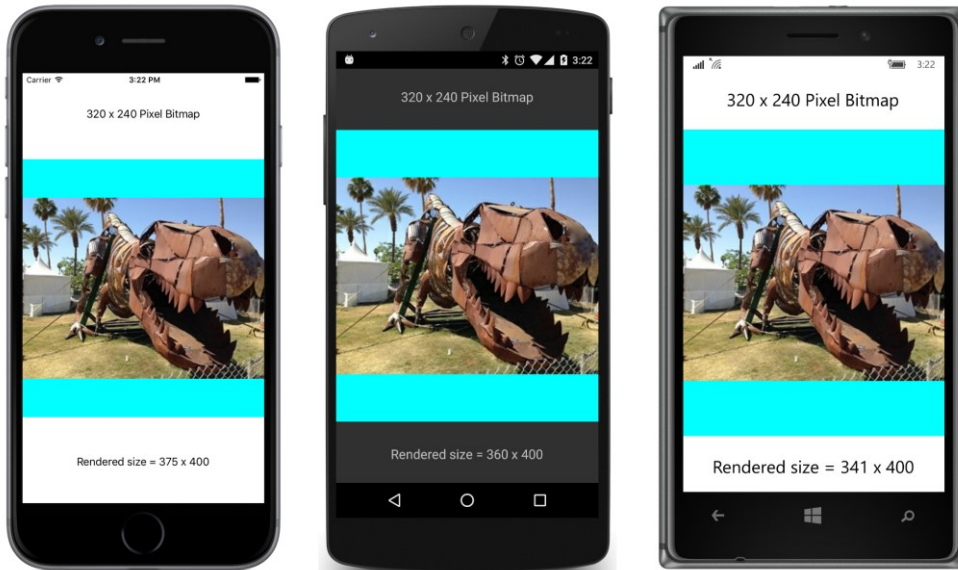 Carrier 3:22 PM
320 x 240 Pixel Bitmap
Rendered size = 375 x 400
3:22
320 x 240 Pixel Bitmap
Rendered size = 360 x 400
3:22
320 x 240 Pixel Bitmap
Rendered size = 341 x 400